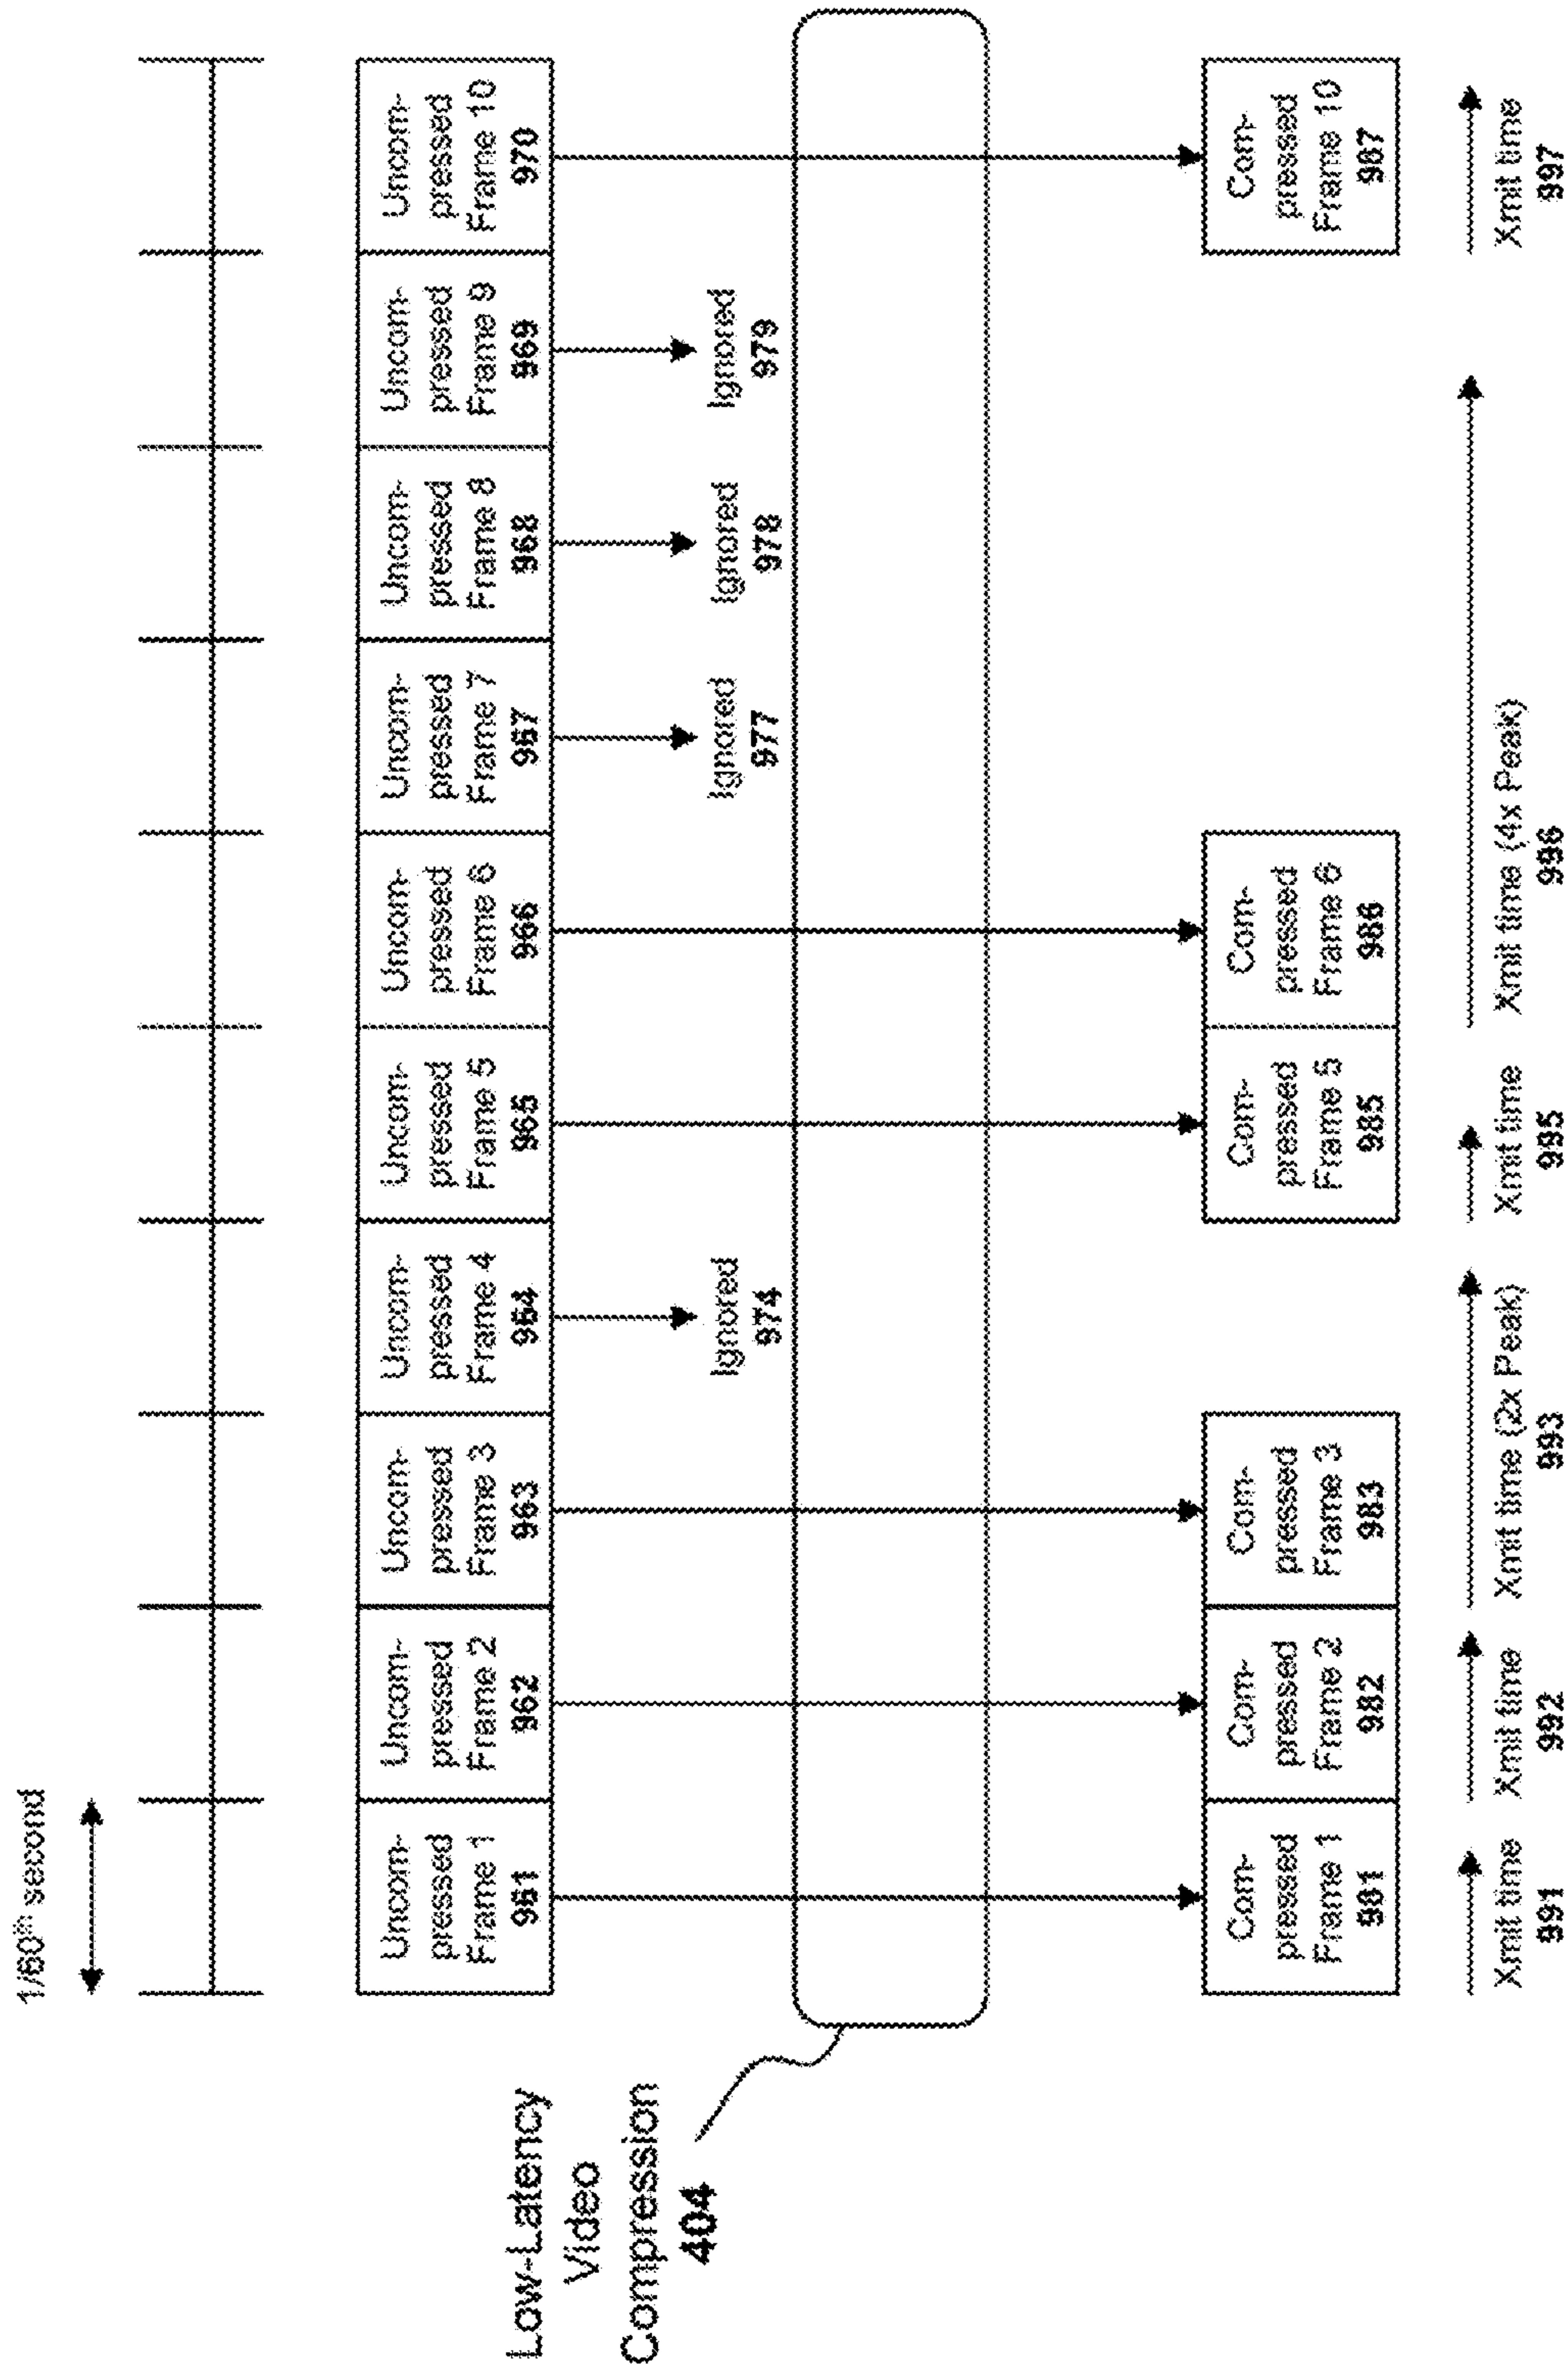 1/60th second
Uncom-
pressed
Frame 1
961
Uncom-
pressed
Frame 2
962
Uncom-
pressed
Frame 3
963
Uncom-
pressed
Frame 4
964
Uncom-
pressed
Frame 5
965
Uncom-
pressed
Frame 6
966
Uncom-
pressed
Frame 7
967
Uncom-
pressed
Frame 8
968
Uncom-
pressed
Frame 9
969
Uncom-
pressed
Frame 10
970
Ignored
974
Ignored
977
Ignored
978
Ignored
979
Low-Latency
Video
Compression
404
Com-
pressed
Frame 1
981
Com-
pressed
Frame 2
982
Com-
pressed
Frame 3
983
Com-
pressed
Frame 5
985
Com-
pressed
Frame 6
986
Com-
pressed
Frame 10
987
Xmit time
991
Xmit time
992
Xmit time (2x Peak)
993
Xmit time
995
Xmit time (4x Peak)
996
Xmit time
997